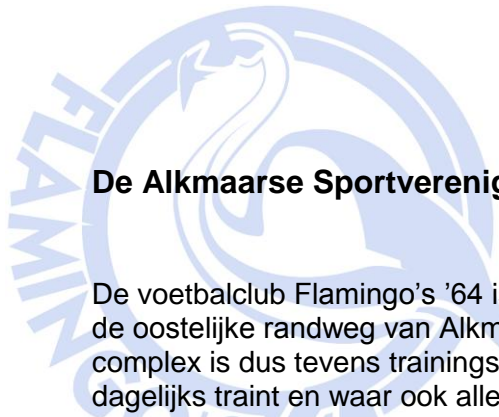 FLAMINGO'S
De Alkmaarse Sportverenig
De voetbalclub Flamingo's '64 i
de oostelijke randweg van Alkm
complex is dus tevens trainings
dagelijks traint en waar ook alle